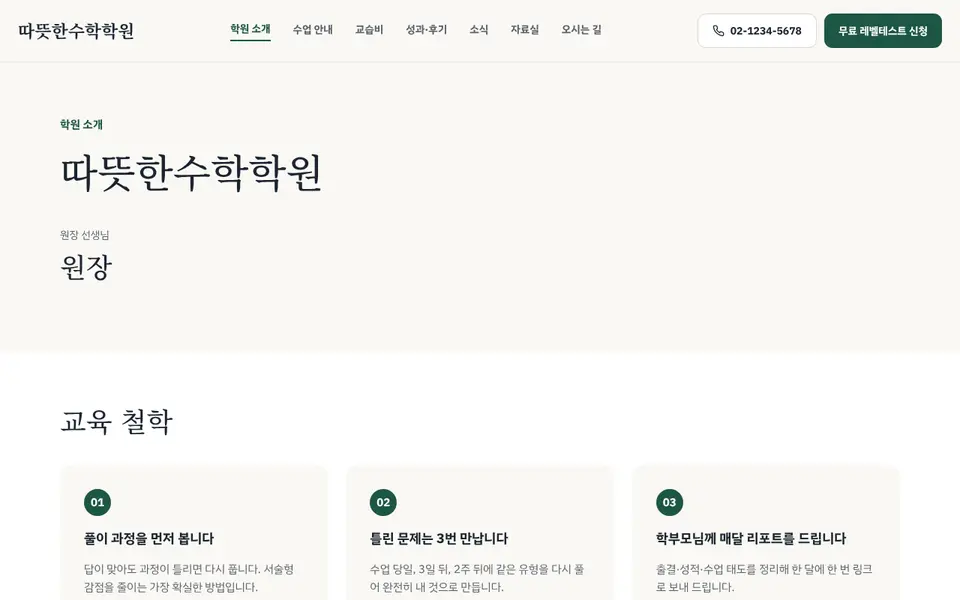 따뜻한수학학원
학원 소개
수업 안내
교습비
성과·후기
소식
자료실
오시는 길
02-1234-5678
무료 레벨테스트 신청
학원 소개
따뜻한수학학원
원장 선생님
원장
교육 철학
01
풀이 과정을 먼저 봅니다
답이 맞아도 과정이 틀리면 다시 풉니다. 서술형
감점을 줄이는 가장 확실한 방법입니다.
02
틀린 문제는 3번 만납니다
수업 당일, 3일 뒤, 2주 뒤에 같은 유형을 다시 풀
어 완전히 내 것으로 만듭니다.
03
학부모님께 매달 리포트를 드립니다
출결·성적·수업 태도를 정리해 한 달에 한 번 링크
로 보내 드립니다.